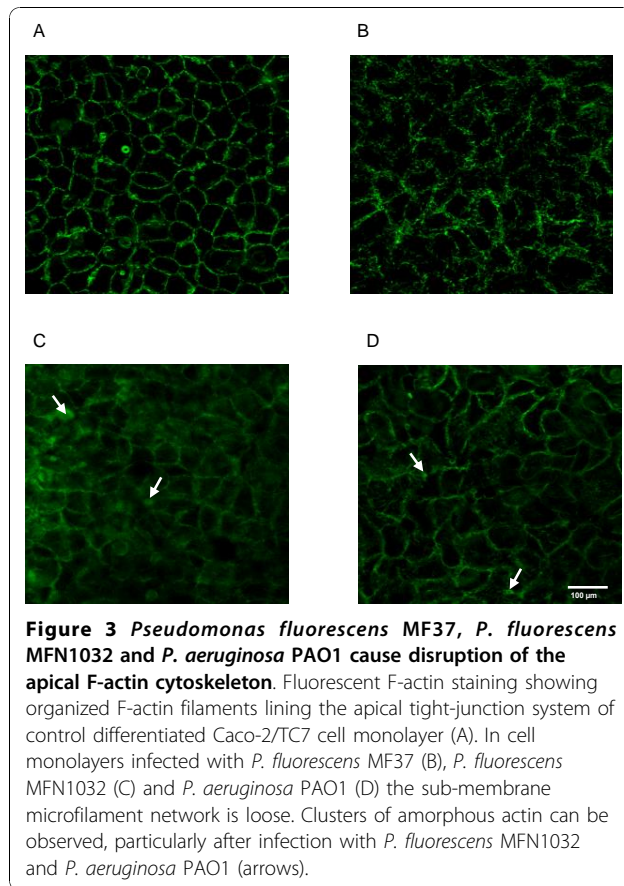 A
B
C
D
100 µm
Figure 3 Pseudomonas fluorescens MF37, P. fluorescens
MFN1032 and P. aeruginosa PAO1 cause disruption of the
apical F-actin cytoskeleton. Fluorescent F-actin staining showing
organized F-actin filaments lining the apical tight-junction system of
control differentiated Caco-2/TC7 cell monolayer (A). In cell
monolayers infected with P. fluorescens MF37 (B), P. fluorescens
MFN1032 (C) and P. aeruginosa PAO1 (D) the sub-membrane
microfilament network is loose. Clusters of amorphous actin can be
observed, particularly after infection with P. fluorescens MFN1032
and P. aeruginosa PAO1 (arrows).